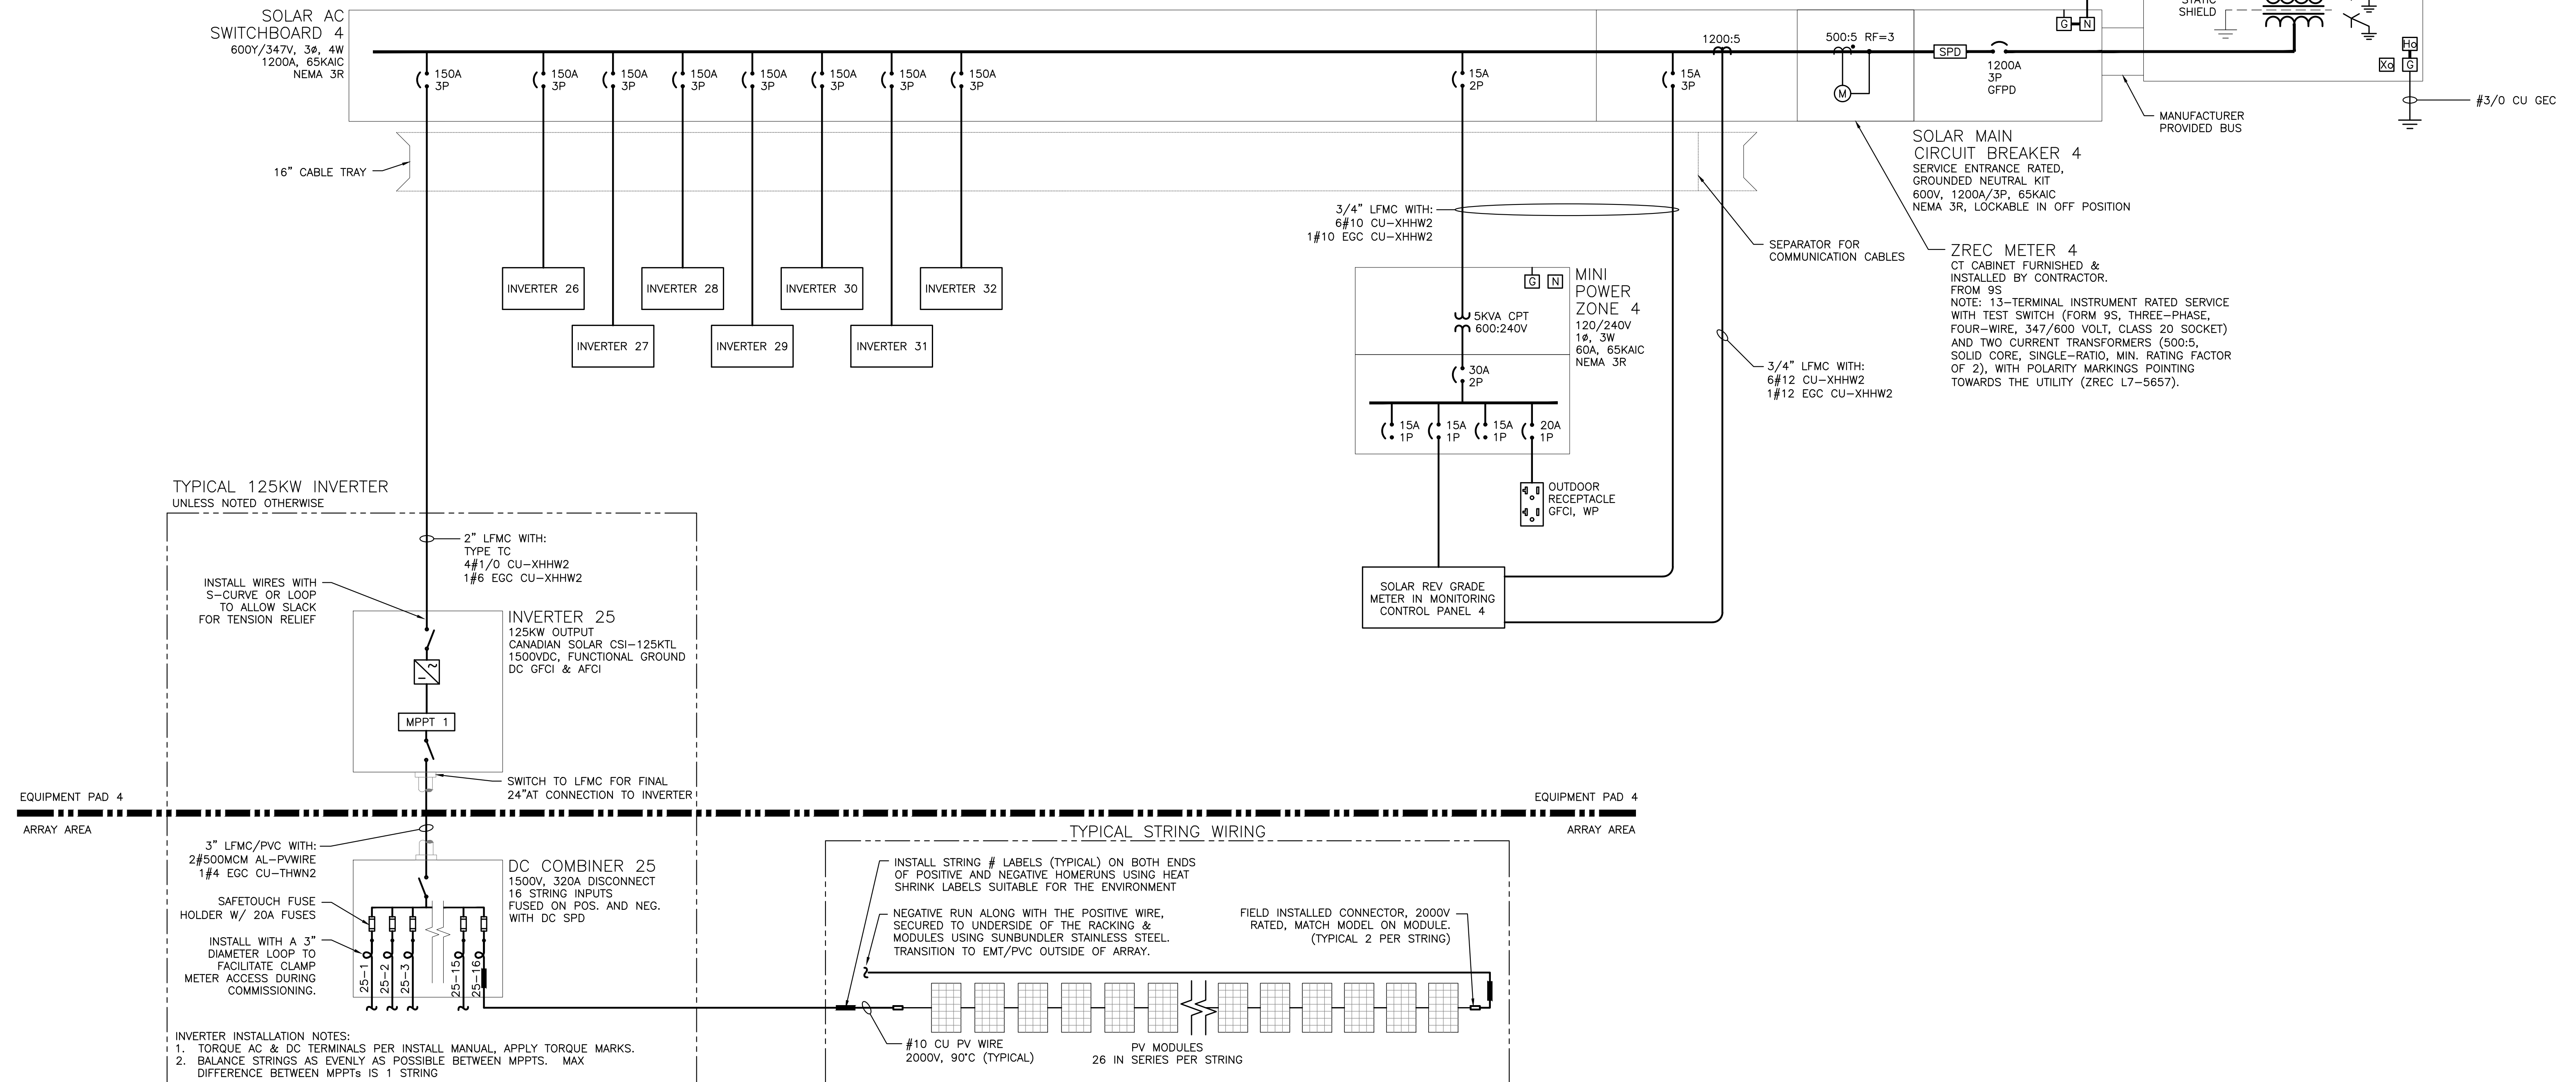 SOLAR AC
SWITCHBOARD 4
600Y/347V, 3ø, 4W
1200A, 65KAIC
NEMA 3R
150A
3P
150A
3P
150A
3P
150A
3P
150A
3P
150A
3P
150A
3P
150A
3P
15A
2P
15A
3P
1200:5
500:5 RF=3
M
SPD
1200A
3P
GFPD
G
N
STATIC
SHIELD
Ho
Xo
G
#3/0 CU GEC
MANUFACTURER
PROVIDED BUS
SOLAR MAIN
CIRCUIT BREAKER 4
SERVICE ENTRANCE RATED,
GROUNDED NEUTRAL KIT
600V, 1200A/3P, 65KAIC
NEMA 3R, LOCKABLE IN OFF POSITION
16" CABLE TRAY
3/4" LFMC WITH:
6#10 CU-XHHW2
1#10 EGC CU-XHHW2
SEPARATOR FOR
COMMUNICATION CABLES
ZREC METER 4
CT CABINET FURNISHED &
INSTALLED BY CONTRACTOR.
FROM 9S
NOTE: 13-TERMINAL INSTRUMENT RATED SERVICE
WITH TEST SWITCH (FORM 9S, THREE-PHASE,
FOUR-WIRE, 347/600 VOLT, CLASS 20 SOCKET)
AND TWO CURRENT TRANSFORMERS (500:5,
SOLID CORE, SINGLE-RATIO, MIN. RATING FACTOR
OF 2), WITH POLARITY MARKINGS POINTING
TOWARDS THE UTILITY (ZREC L7-5657).
INVERTER 26
INVERTER 28
INVERTER 30
INVERTER 32
INVERTER 27
INVERTER 29
INVERTER 31
G
N
MINI
POWER
ZONE 4
120/240V
1ø, 3W
60A, 65KAIC
NEMA 3R
5KVA CPT
600:240V
30A
2P
15A
1P
15A
1P
15A
1P
20A
1P
3/4" LFMC WITH:
6#12 CU-XHHW2
1#12 EGC CU-XHHW2
OUTDOOR
RECEPTACLE
GFCI, WP
SOLAR REV GRADE
METER IN MONITORING
CONTROL PANEL 4
TYPICAL 125KW INVERTER
UNLESS NOTED OTHERWISE
2" LFMC WITH:
TYPE TC
4#1/0 CU-XHHW2
1#6 EGC CU-XHHW2
INSTALL WIRES WITH
S-CURVE OR LOOP
TO ALLOW SLACK
FOR TENSION RELIEF
INVERTER 25
125KW OUTPUT
CANADIAN SOLAR CSI-125KTL
1500VDC, FUNCTIONAL GROUND
DC GFCI & AFCI
MPPT 1
SWITCH TO LFMC FOR FINAL
24"AT CONNECTION TO INVERTER
EQUIPMENT PAD 4
EQUIPMENT PAD 4
ARRAY AREA
ARRAY AREA
3" LFMC/PVC WITH:
2#500MCM AL-PVWIRE
1#4 EGC CU-THWN2
DC COMBINER 25
1500V, 320A DISCONNECT
16 STRING INPUTS
FUSED ON POS. AND NEG.
WITH DC SPD
SAFETOUCH FUSE
HOLDER W/ 20A FUSES
INSTALL WITH A 3"
DIAMETER LOOP TO
FACILITATE CLAMP
METER ACCESS DURING
COMMISSIONING.
25-1
25-2
25-3
25-15
25-16
TYPICAL STRING WIRING
INSTALL STRING # LABELS (TYPICAL) ON BOTH ENDS
OF POSITIVE AND NEGATIVE HOMERUNS USING HEAT
SHRINK LABELS SUITABLE FOR THE ENVIRONMENT
NEGATIVE RUN ALONG WITH THE POSITIVE WIRE,
SECURED TO UNDERSIDE OF THE RACKING &
MODULES USING SUNBUNDLER STAINLESS STEEL.
TRANSITION TO EMT/PVC OUTSIDE OF ARRAY.
FIELD INSTALLED CONNECTOR, 2000V
RATED, MATCH MODEL ON MODULE.
(TYPICAL 2 PER STRING)
#10 CU PV WIRE
2000V, 90°C (TYPICAL)
PV MODULES
26 IN SERIES PER STRING
INVERTER INSTALLATION NOTES:
1. TORQUE AC & DC TERMINALS PER INSTALL MANUAL, APPLY TORQUE MARKS.
2. BALANCE STRINGS AS EVENLY AS POSSIBLE BETWEEN MPPTS. MAX
DIFFERENCE BETWEEN MPPTs IS 1 STRING